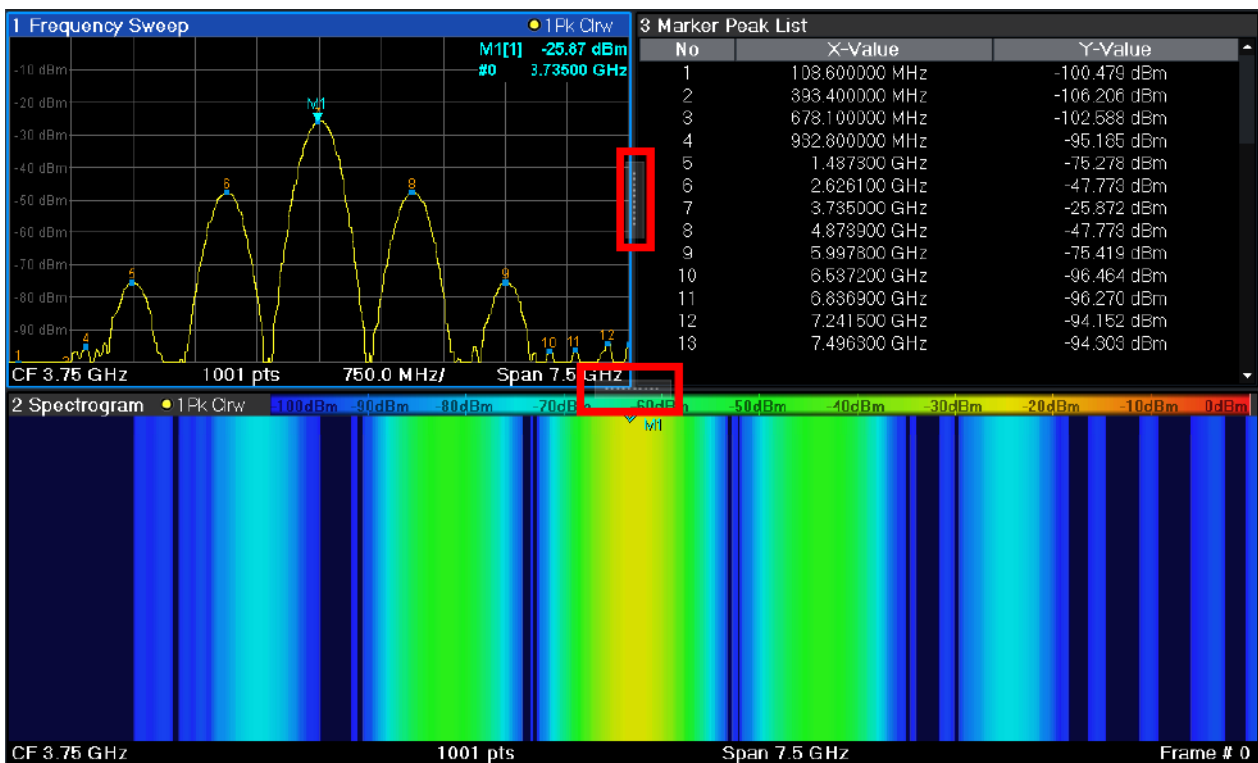 1 Frequency Sweep 1Pk Clrw
M1[1] -25.87 dBm
#0 3.73500 GHz
-10 dBm
-20 dBm
M1
-30 dBm
-40 dBm
6 8
-50 dBm
-60 dBm
-70 dBm
5 9
-80 dBm
-90 dBm
1 4 10 11 12
CF 3.75 GHz 1001 pts 750.0 MHz/ Span 7.5 GHz
3 Marker Peak List
No X-Value Y-Value
1 108.600000 MHz -100.479 dBm
2 393.400000 MHz -106.206 dBm
3 678.100000 MHz -102.588 dBm
4 932.800000 MHz -95.185 dBm
5 1.487300 GHz -75.278 dBm
6 2.626100 GHz -47.773 dBm
7 3.735000 GHz -25.872 dBm
8 4.873900 GHz -47.778 dBm
9 5.997800 GHz -75.419 dBm
10 6.537200 GHz -96.464 dBm
11 6.836900 GHz -96.270 dBm
12 7.241500 GHz -94.152 dBm
13 7.496300 GHz -94.303 dBm
2 Spectrogram 1Pk Clrw -100dBm -90dBm -80dBm -70dBm -60dBm -50dBm -40dBm -30dBm -20dBm -10dBm 0dBm
M1
CF 3.75 GHz 1001 pts Span 7.5 GHz Frame # 0